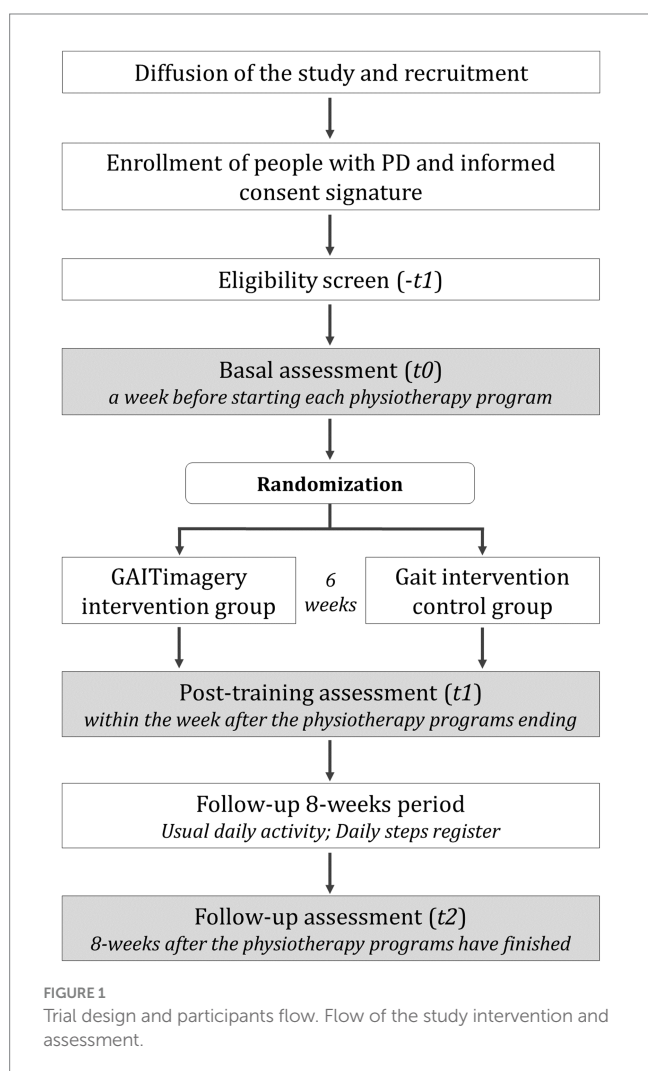 Diffusion of the study and recruitment
Enrollment of people with PD and informed
consent signature
Eligibility screen (-t1)
Basal assessment (t0)
a week before starting each physiotherapy program
Randomization
GAITimagery
intervention group
6
weeks
Gait intervention
control group
Post-training assessment (t1)
within the week after the physiotherapy programs ending
Follow-up 8-weeks period
Usual daily activity; Daily steps register
Follow-up assessment (t2)
8-weeks after the physiotherapy programs have finished
FIGURE 1
Trial design and participants flow. Flow of the study intervention and
assessment.